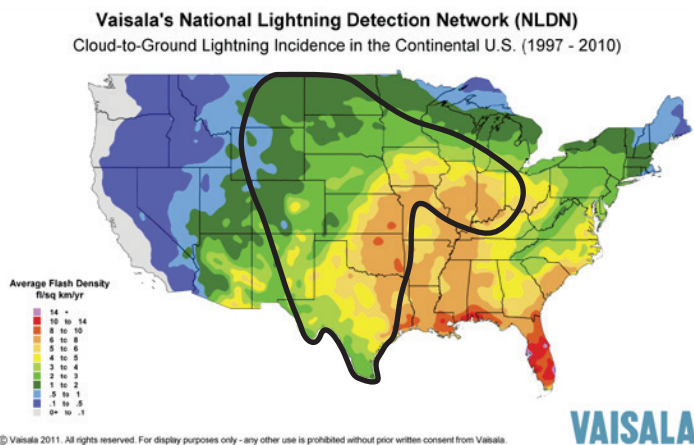 Vaisala's National Lightning Detection Network (NLDN)
Cloud-to-Ground Lightning Incidence in the Continental U.S. (1997 - 2010)
Average Flash Density
fl/sq km/yr
14 +
10 to 14
8 to 10
6 to 8
5 to 6
4 to 5
3 to 4
2 to 3
1 to 2
.5 to 1
.1 to .5
0+ to .1
© Vaisala 2011. All rights reserved. For display purposes only - any other use is prohibited without prior written consent from Vaisala.
VAISALA